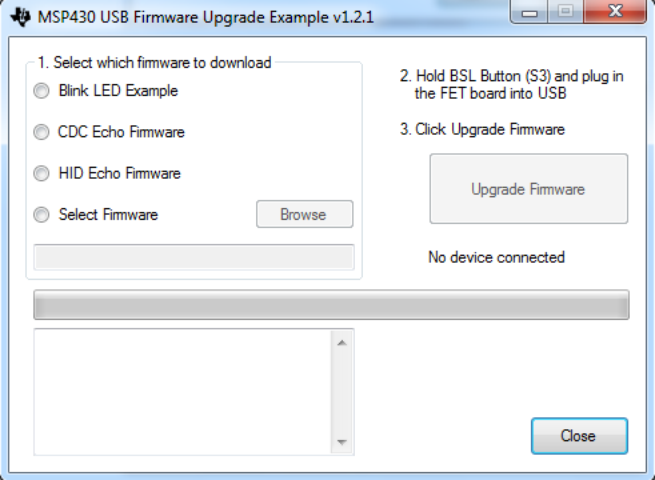 MSP430 USB Firmware Upgrade Example v1.2.1
1. Select which firmware to download
Blink LED Example
CDC Echo Firmware
HID Echo Firmware
Select Firmware
Browse
2. Hold BSL Button (S3) and plug in
the FET board into USB
3. Click Upgrade Firmware
Upgrade Firmware
No device connected
Close